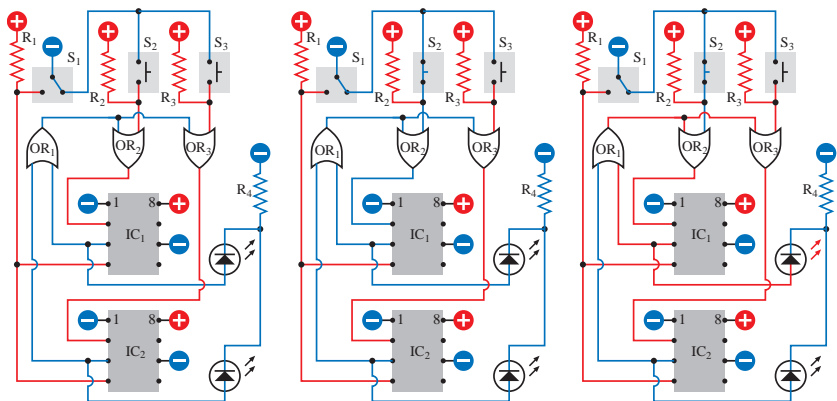 R1
S1
S2
S3
R2
R3
OR1
OR2
OR3
R4
1
8
IC1
1
8
IC2
R1
S1
S2
S3
R2
R3
OR1
OR2
OR3
R4
1
8
IC1
1
8
IC2
R1
S1
S2
S3
R2
R3
OR1
OR2
OR3
R4
1
8
IC1
1
8
IC2